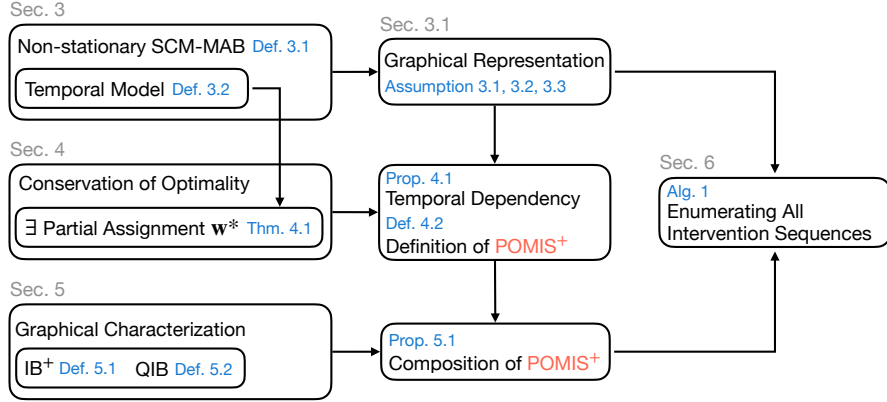 Sec. 3
Non-stationary SCM-MAB Def. 3.1
Temporal Model Def. 3.2
Sec. 3.1
Graphical Representation
Assumption 3.1, 3.2, 3.3
Sec. 4
Conservation of Optimality
∃ Partial Assignment w* Thm. 4.1
Prop. 4.1
Temporal Dependency
Def. 4.2
Definition of POMIS⁺
Sec. 6
Alg. 1
Enumerating All
Intervention Sequences
Sec. 5
Graphical Characterization
IB⁺ Def. 5.1 QIB Def. 5.2
Prop. 5.1
Composition of POMIS⁺